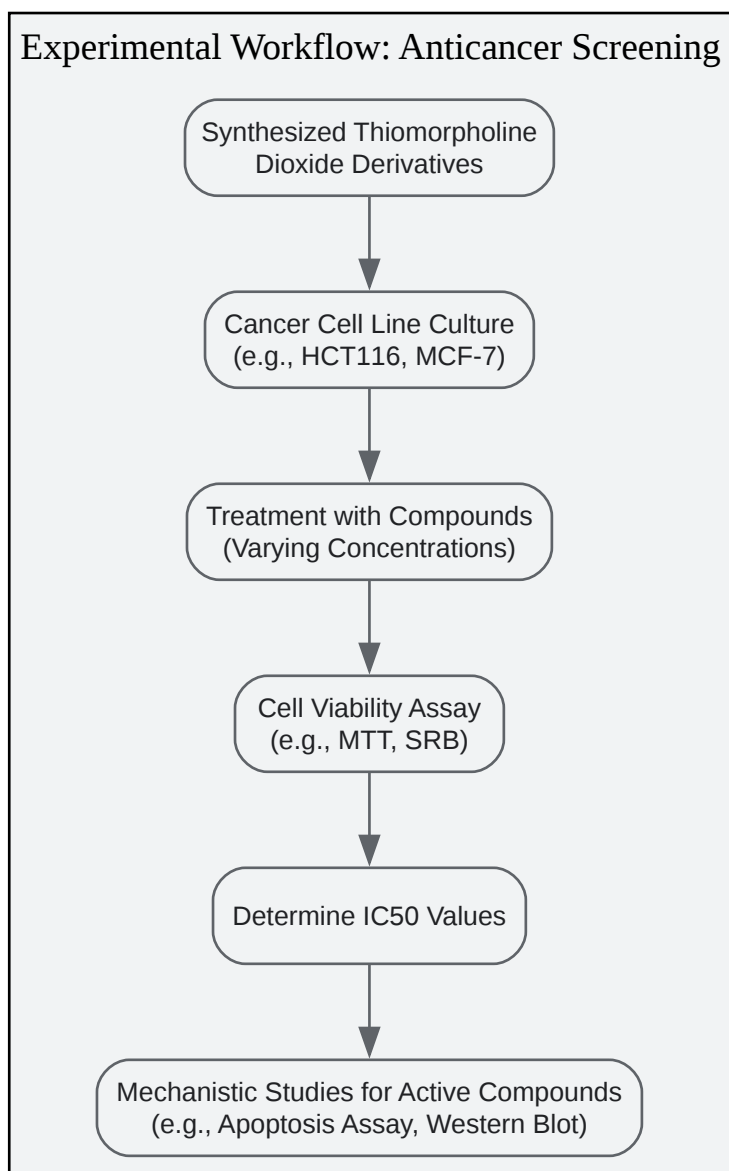 Experimental Workflow: Anticancer Screening
Synthesized Thiomorpholine
Dioxide Derivatives
Cancer Cell Line Culture
(e.g., HCT116, MCF-7)
Treatment with Compounds
(Varying Concentrations)
Cell Viability Assay
(e.g., MTT, SRB)
Determine IC50 Values
Mechanistic Studies for Active Compounds
(e.g., Apoptosis Assay, Western Blot)